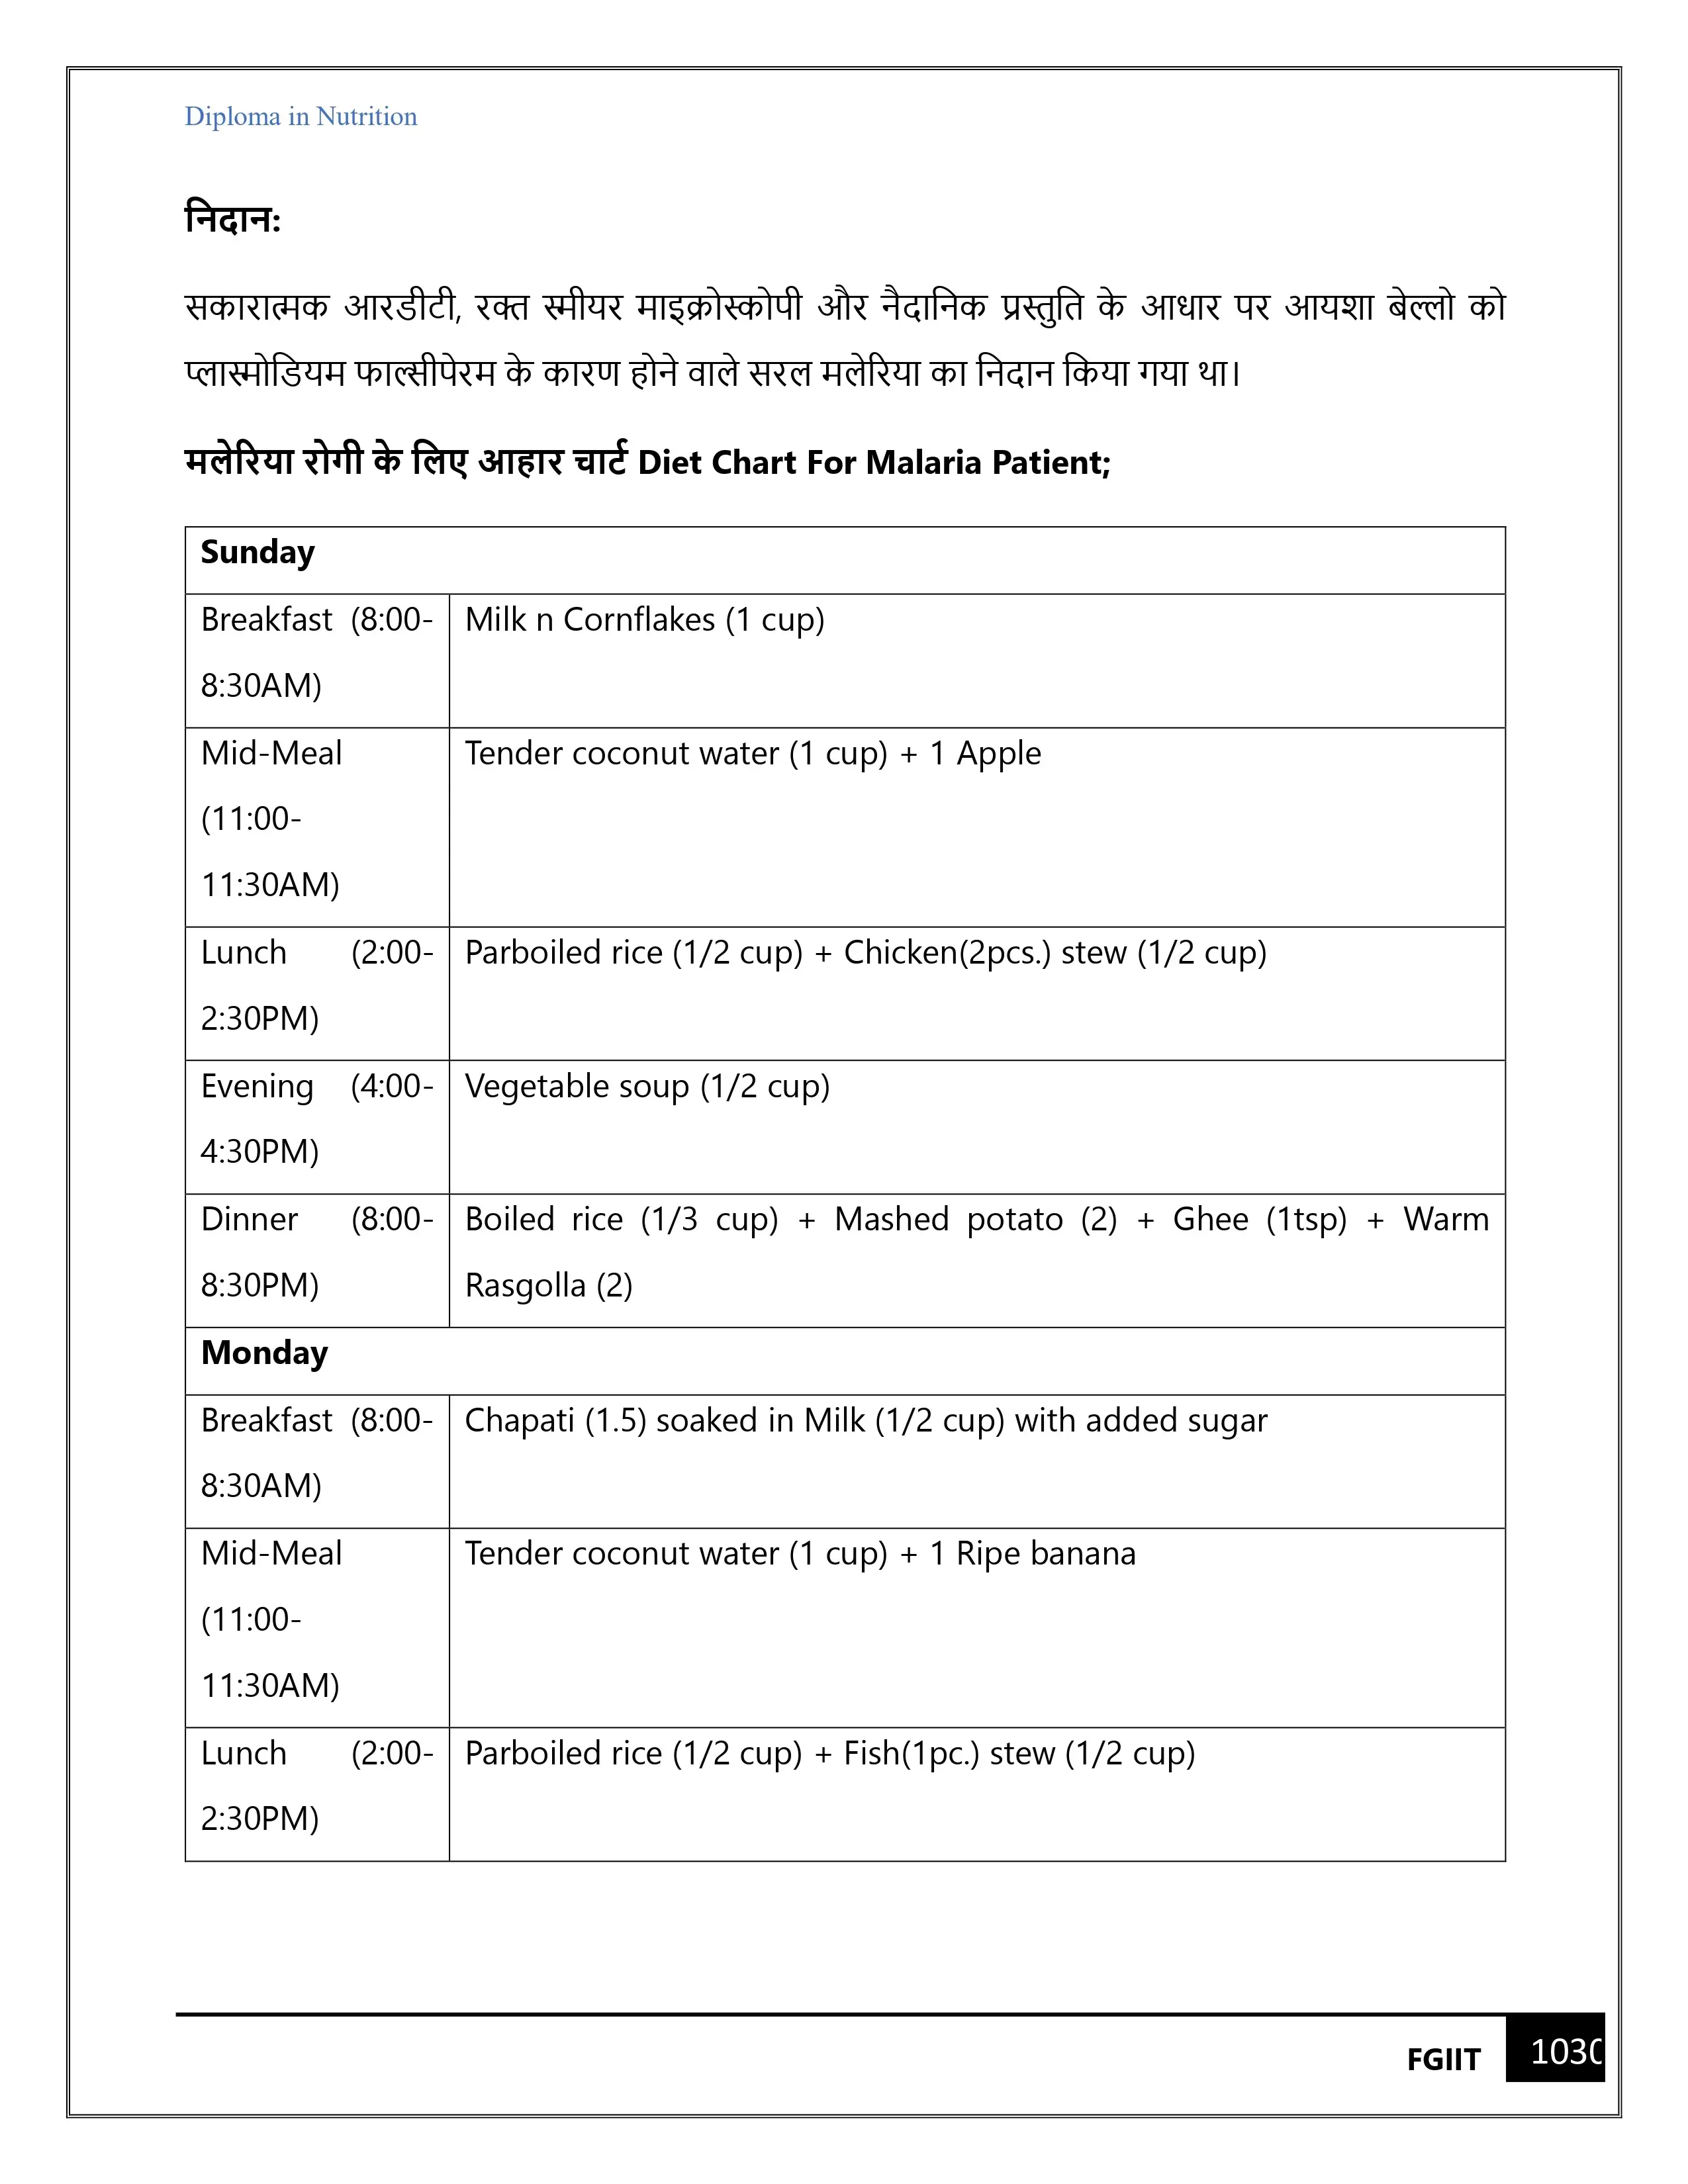 Diploma in Nutrition
निदानः
सकारात्मक आरडीटी, रक्त स्मीयर माइक्रोस्कोपी और नैदानिक प्रस्तुति के आधार पर आयशा बेल्लो को
प्लास्मोडियम फाल्सीपेरम के कारण होने वाले सरल मलेरिया का निदान किया गया था।
मलेरिया रोगी के लिए आहार चार्ट Diet Chart For Malaria Patient;
Sunday
Breakfast (8:00-
8:30AM)
Milk n Cornflakes (1 cup)
Mid-Meal
(11:00-
11:30AM)
Tender coconut water (1 cup) + 1 Apple
Lunch (2:00-
2:30PM)
Parboiled rice (1/2 cup) + Chicken(2pcs.) stew (1/2 cup)
Evening (4:00-
4:30PM)
Vegetable soup (1/2 cup)
Dinner (8:00-
8:30PM)
Boiled rice (1/3 cup) + Mashed potato (2) + Ghee (1tsp) + Warm
Rasgolla (2)
Monday
Breakfast (8:00-
8:30AM)
Chapati (1.5) soaked in Milk (1/2 cup) with added sugar
Mid-Meal
(11:00-
11:30AM)
Tender coconut water (1 cup) + 1 Ripe banana
Lunch (2:00-
2:30PM)
Parboiled rice (1/2 cup) + Fish(1pc.) stew (1/2 cup)
FGIIT 1030